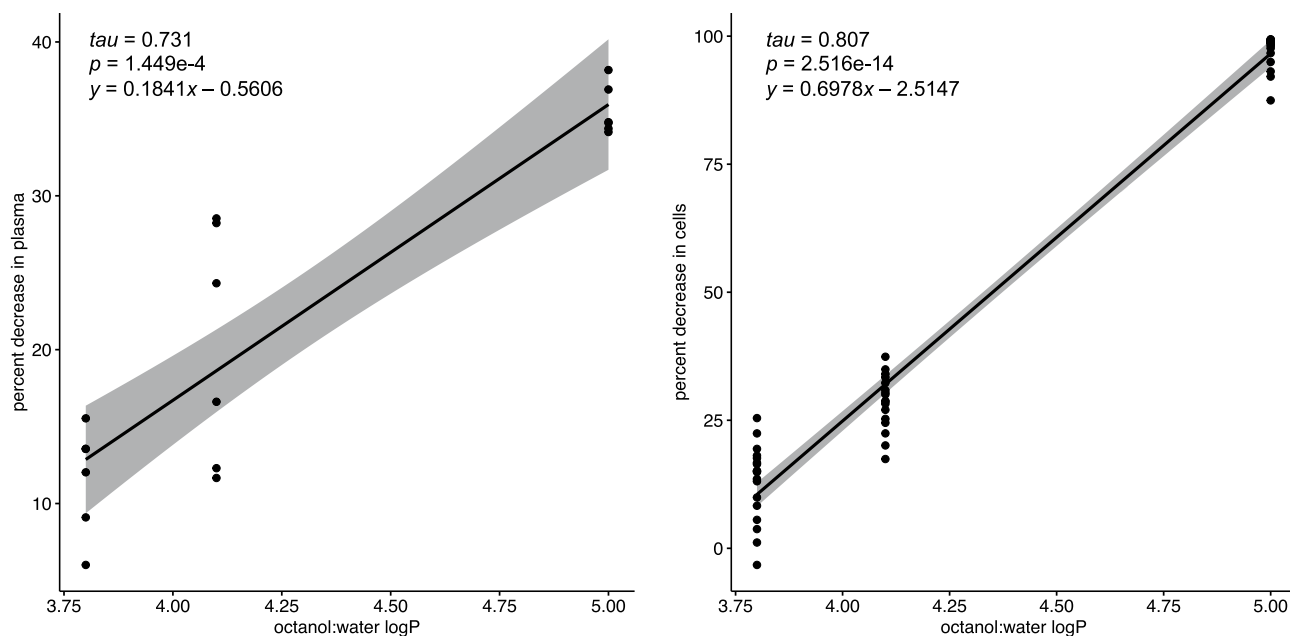 tau = 0.731
p = 1.449e-4
y = 0.1841x – 0.5606
percent decrease in plasma
40
30
20
10
3.75 4.00 4.25 4.50 4.75 5.00
octanol:water logP
tau = 0.807
p = 2.516e-14
y = 0.6978x – 2.5147
percent decrease in cells
100
75
50
25
0
3.75 4.00 4.25 4.50 4.75 5.00
octanol:water logP